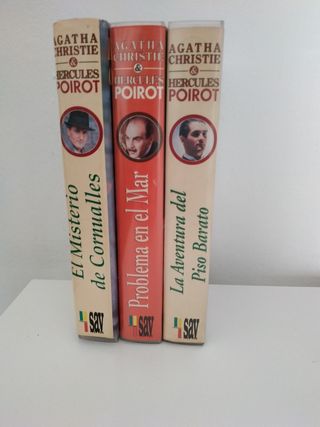 AGATHA
CHRISTIE
&
HERCULES
POIROT
El Misterio
de Cornualles
sav
AGATHA
CHRISTIE
&
HERCULES
POIROT
Problema en el Mar
sav
AGATHA
CHRISTIE
&
HERCULES
POIROT
La Aventura del
Piso Barato
sav